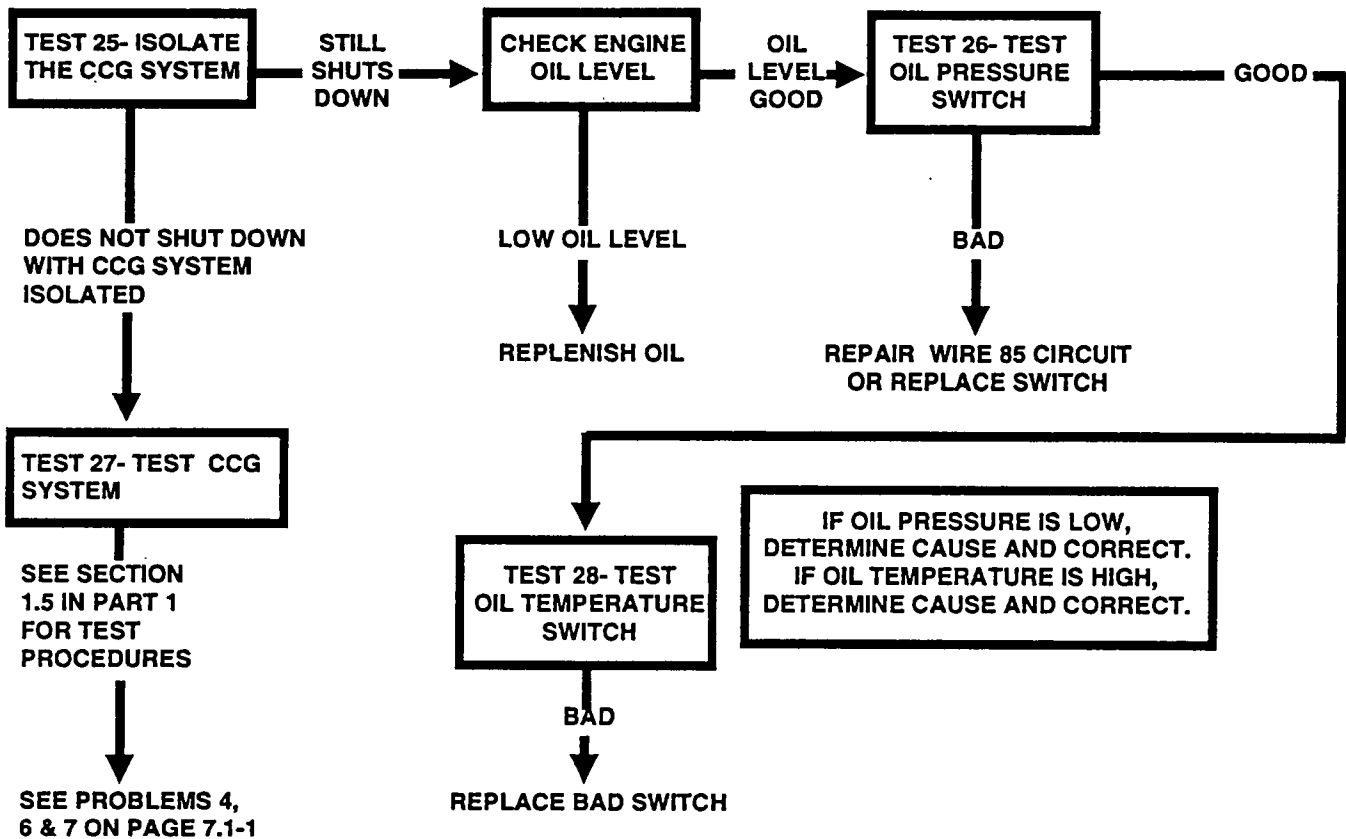 TEST 25- ISOLATE
THE CCG SYSTEM
STILL
SHUTS
DOWN
CHECK ENGINE
OIL LEVEL
OIL
LEVEL
GOOD
TEST 26- TEST
OIL PRESSURE
SWITCH
GOOD
DOES NOT SHUT DOWN
WITH CCG SYSTEM
ISOLATED
LOW OIL LEVEL
BAD
REPLENISH OIL
REPAIR WIRE 85 CIRCUIT
OR REPLACE SWITCH
TEST 27- TEST CCG
SYSTEM
SEE SECTION
1.5 IN PART 1
FOR TEST
PROCEDURES
TEST 28- TEST
OIL TEMPERATURE
SWITCH
IF OIL PRESSURE IS LOW,
DETERMINE CAUSE AND CORRECT.
IF OIL TEMPERATURE IS HIGH,
DETERMINE CAUSE AND CORRECT.
BAD
SEE PROBLEMS 4,
6 & 7 ON PAGE 7.1-1
REPLACE BAD SWITCH